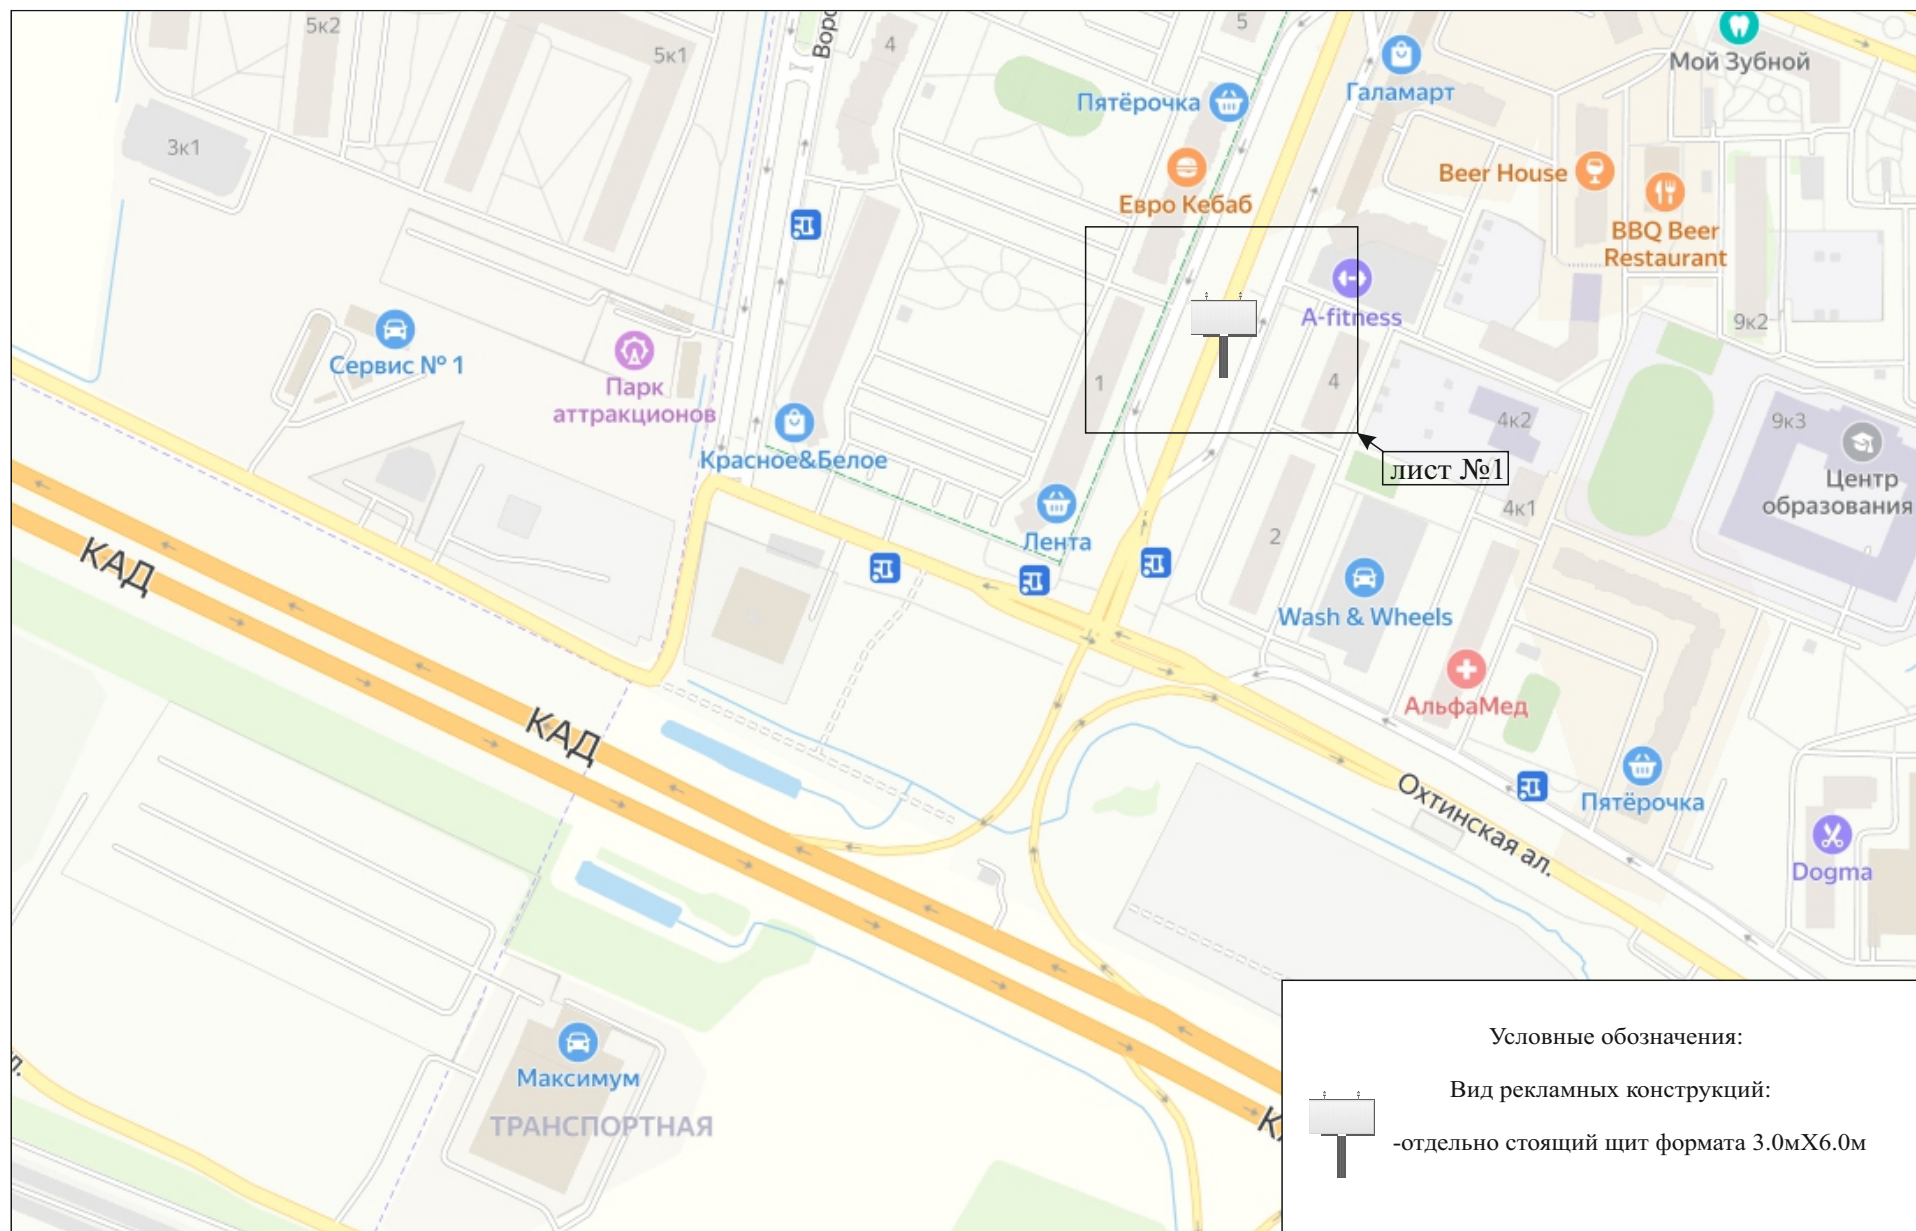 5к2
5к1
Воро
4
5
Пятёрочка
Галамарт
Мой Зубной
3к1
Евро Кебаб
Beer House
BBQ Beer
Restaurant
A-fitness
9к2
Сервис № 1
Парк
аттракционов
1
4
4к2
9к3
Красное&Белое
лист №1
Центр
образования
4к1
Лента
2
КАД
Wash & Wheels
АльфаМед
КАД
Охтинская ал.
Пятёрочка
Dogma
л.
Максимум
ТРАНСПОРТНАЯ
Условные обозначения:
Вид рекламных конструкций:
-отдельно стоящий щит формата 3.0мХ6.0м